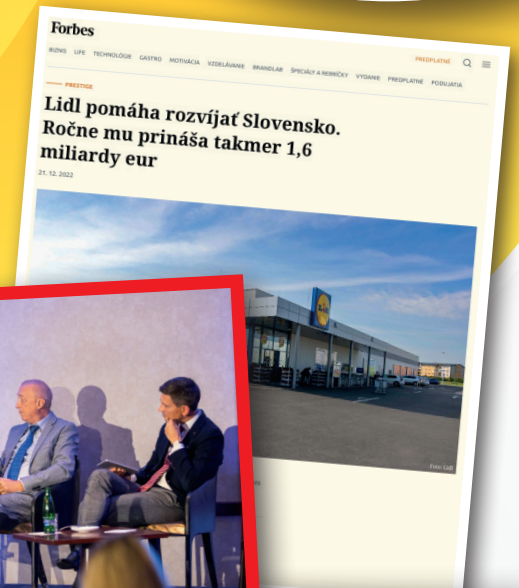 Forbes
PREDPLATNÉ
BIZNIS LIFE TECHNOLÓGIE GASTRO MOTIVÁCIA VZDELÁVANIE BRANDLAB ŠPECIÁLY A REBRÍČKY VYDANIE PREDPLATNÉ PODUJATIA
PRESTIGE
Lidl pomáha rozvíjať Slovensko.
Ročne mu prináša takmer 1,6
miliardy eur
21. 12. 2022
Foto: Lidl